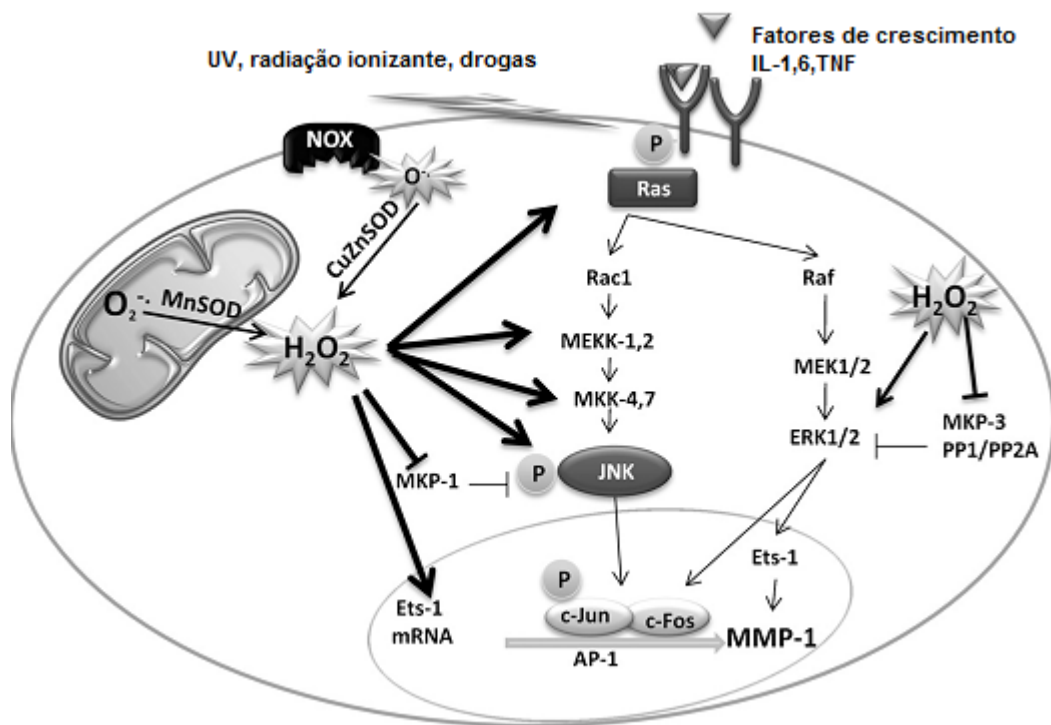 UV, radiação ionizante, drogas
Fatores de crescimento
IL-1,6,TNF
NOX
O⁻·
CuZnSOD
P
Ras
O₂⁻· MnSOD
H₂O₂
Rac1
Raf
H₂O₂
MEKK-1,2
MEK1/2
MKK-4,7
ERK1/2
MKP-3
PP1/PP2A
MKP-1
P
JNK
Ets-1
mRNA
P
c-Jun
c-Fos
AP-1
Ets-1
MMP-1